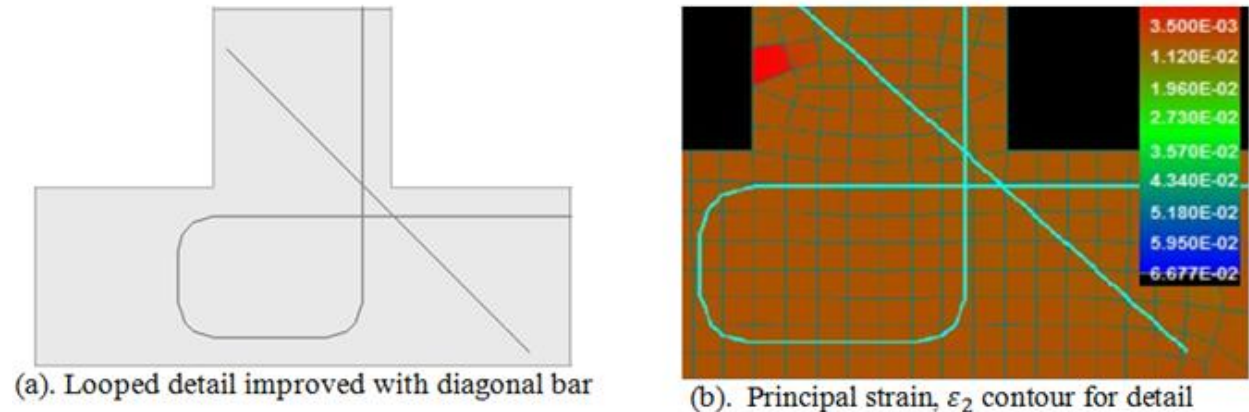 3.500E-03
1.120E-02
1.960E-02
2.730E-02
3.570E-02
4.340E-02
5.180E-02
5.950E-02
6.677E-02
(a). Looped detail improved with diagonal bar
(b). Principal strain, ε₂ contour for detail